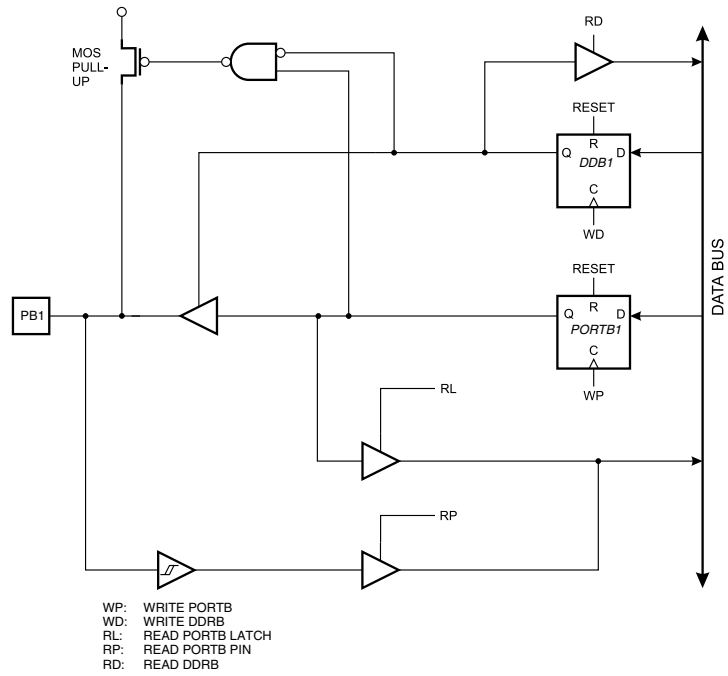 RD
MOS
PULL-
UP
RESET
R
Q
D
DDB1
C
WD
RESET
DATA BUS
R
PB1
Q
D
PORTB1
C
WP
RL
RP
WP: WRITE PORTB
WD: WRITE DDRB
RL: READ PORTB LATCH
RP: READ PORTB PIN
RD: READ DDRB